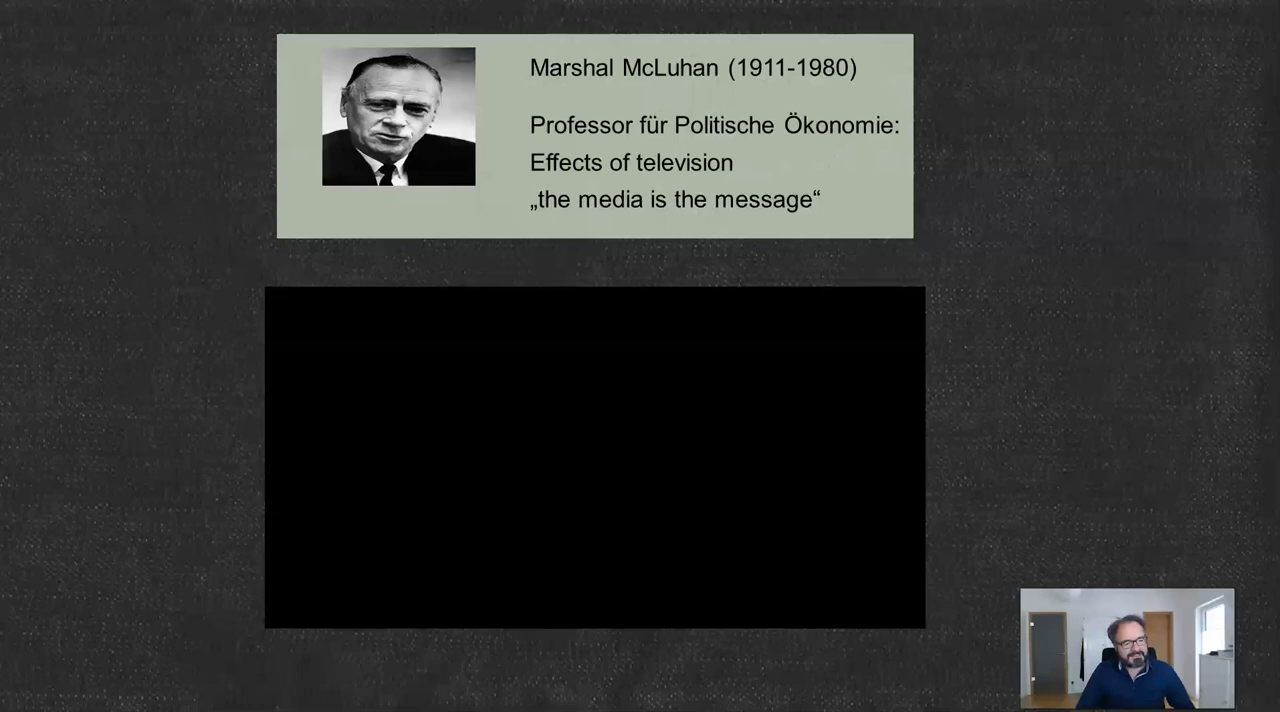 Marshal McLuhan (1911-1980)
Professor für Politische Ökonomie:
Effects of television
„the media is the message“